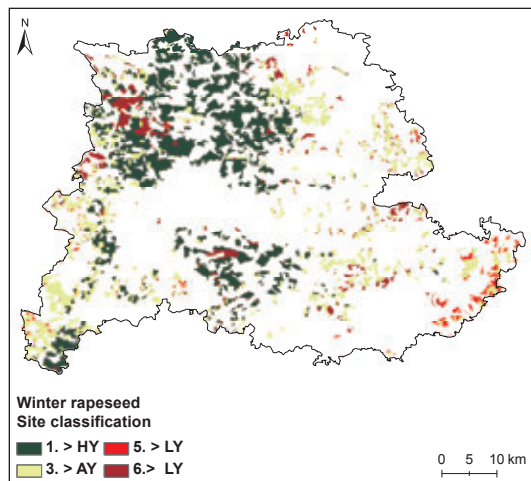 N
Winter rapeseed
Site classification
1. > HY 5. > LY
3. > AY 6.> LY
0 5 10 km